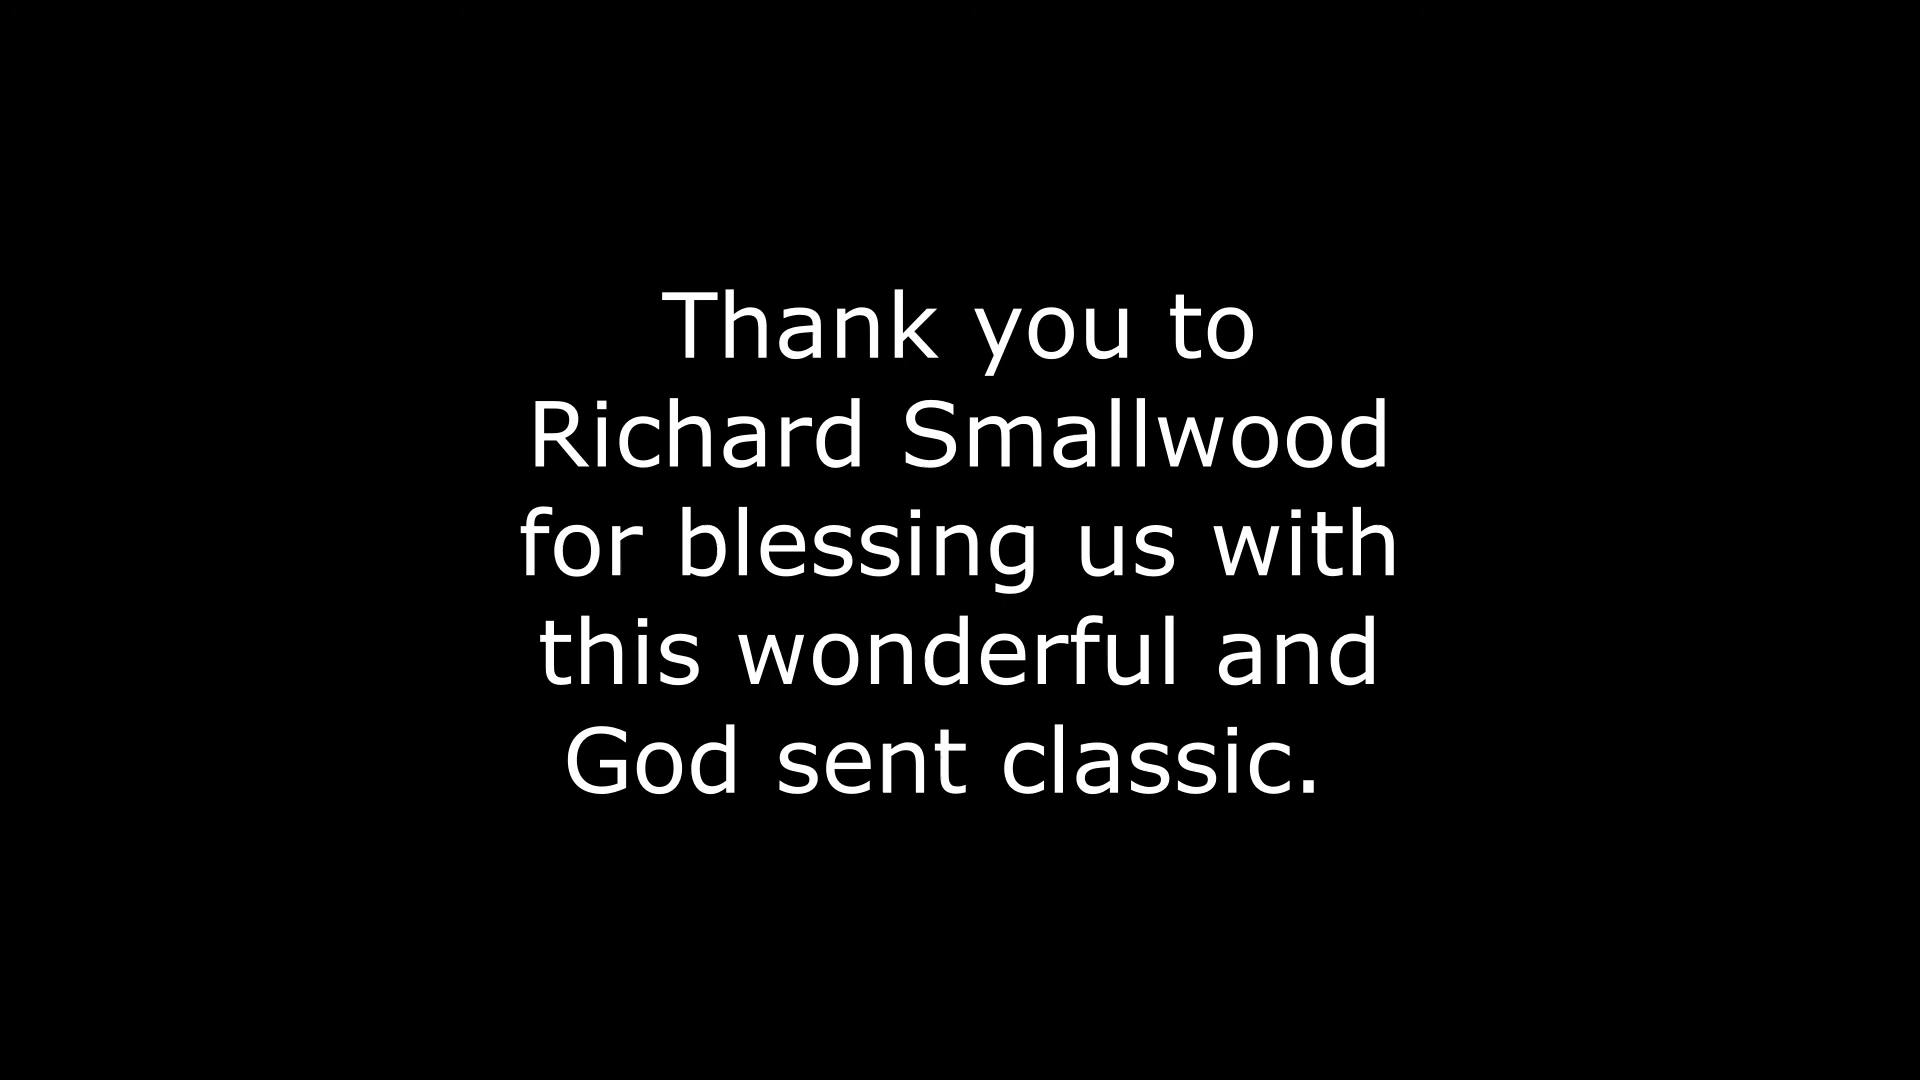 Thank you to
Richard Smallwood
for blessing us with
this wonderful and
God sent classic.